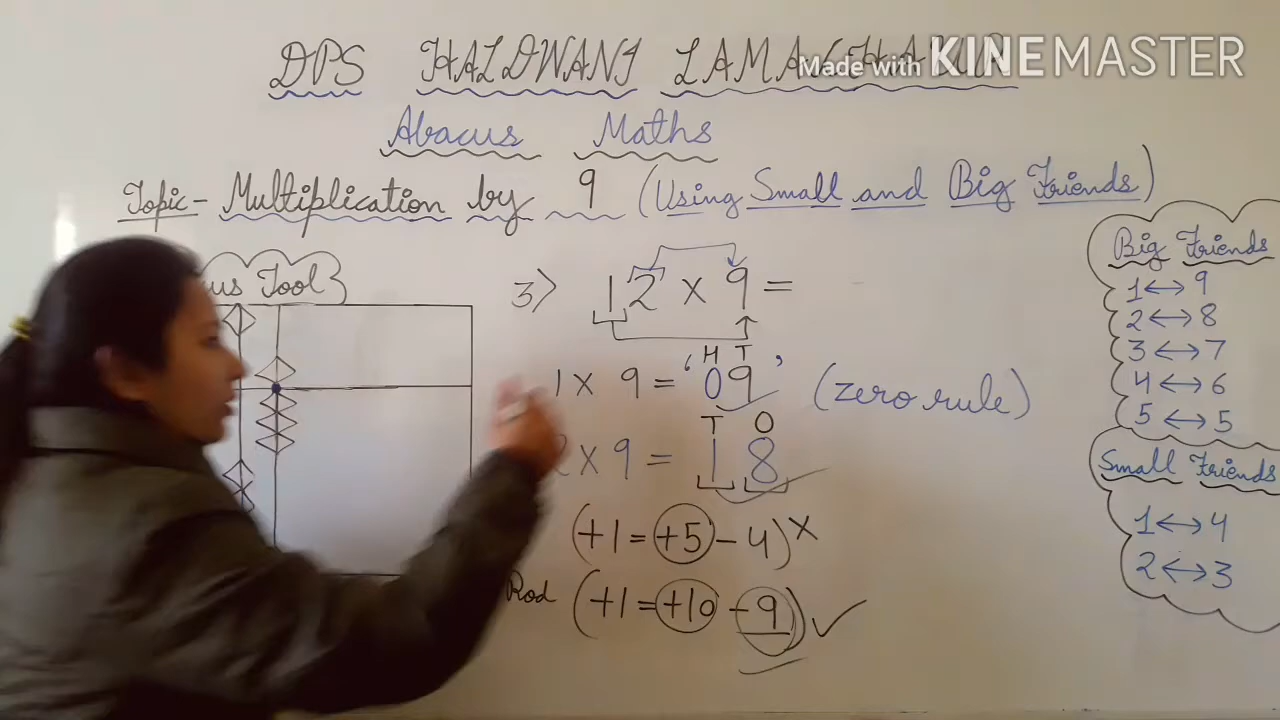 DPS HALDWANI LAMACHAUR
Made with KINEMASTER
Abacus Maths
Topic- Multiplication by 9 (Using Small and Big Friends)
Tool
3) 12 × 9 =
H T
1 × 9 = '09' (zero rule)
T O
2 × 9 = 18
(+1 = +5 - 4) ×
Rod (+1 = +10 - 9) ✓
Big Friends
1 ↔ 9
2 ↔ 8
3 ↔ 7
4 ↔ 6
5 ↔ 5
Small Friends
1 ↔ 4
2 ↔ 3